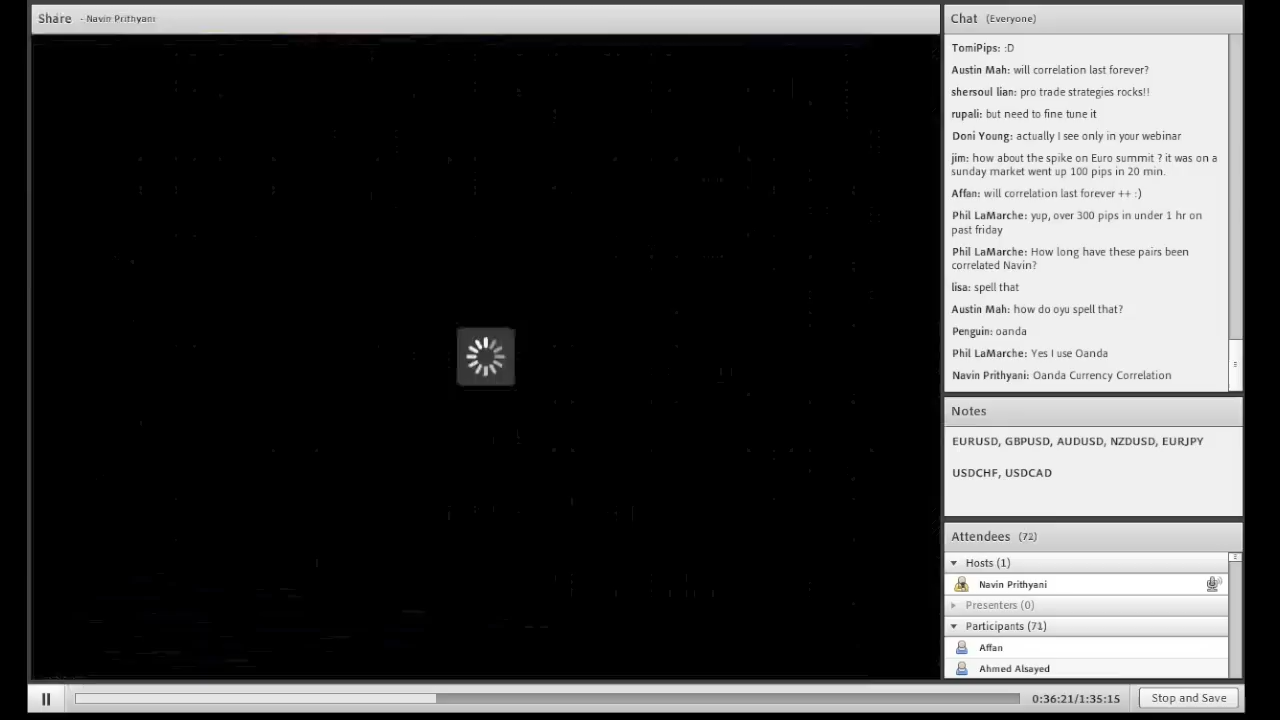 Share - Navin Prithyani
Chat (Everyone)
TomiPips: :D
Austin Mah: will correlation last forever?
shersoul lian: pro trade strategies rocks!!
rupali: but need to fine tune it
Doni Young: actually I see only in your webinar
jim: how about the spike on Euro summit ? it was on a
sunday market went up 100 pips in 20 min.
Affan: will correlation last forever ++ :)
Phil LaMarche: yup, over 300 pips in under 1 hr on
past friday
Phil LaMarche: How long have these pairs been
correlated Navin?
lisa: spell that
Austin Mah: how do oyu spell that?
Penguin: oanda
Phil LaMarche: Yes I use Oanda
Navin Prithyani: Oanda Currency Correlation
Notes
EURUSD, GBPUSD, AUDUSD, NZDUSD, EURJPY
USDCHF, USDCAD
Attendees (72)
Hosts (1)
Navin Prithyani
Presenters (0)
Participants (71)
Affan
Ahmed Alsayed
0:36:21/1:35:15
Stop and Save